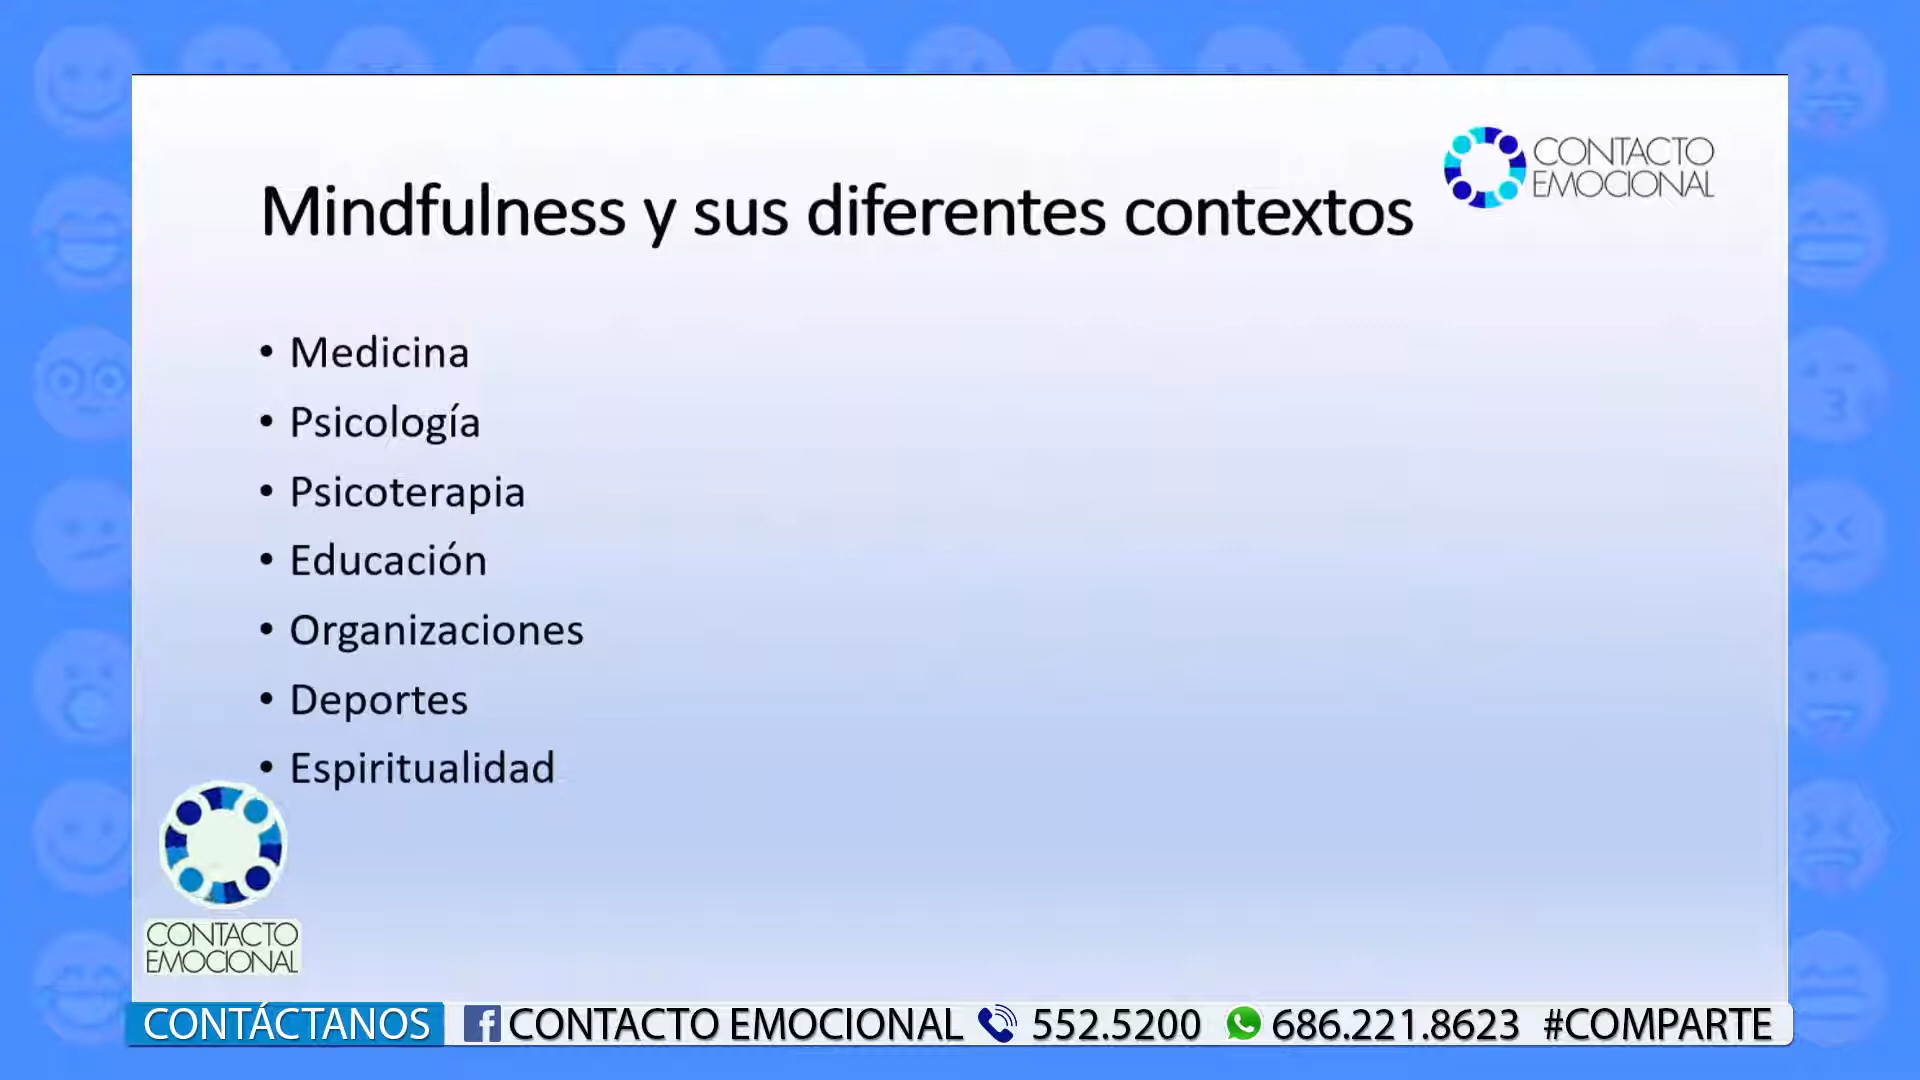 CONTACTO
EMOCIONAL
Mindfulness y sus diferentes contextos
• Medicina
• Psicología
• Psicoterapia
• Educación
• Organizaciones
• Deportes
• Espiritualidad
CONTACTO
EMOCIONAL
CONTÁCTANOS f CONTACTO EMOCIONAL 552.5200 686.221.8623 #COMPARTE